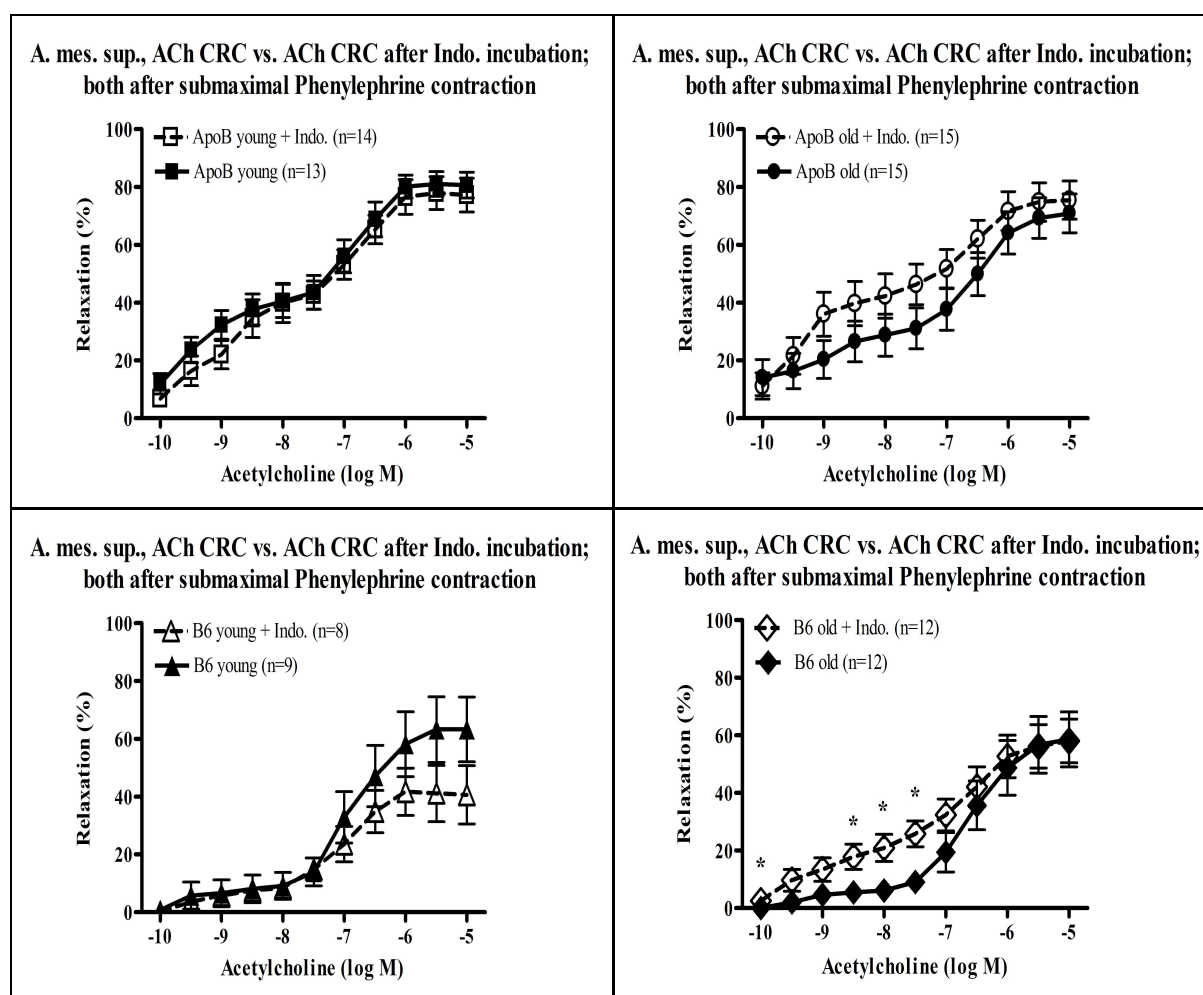 A. mes. sup., ACh CRC vs. ACh CRC after Indo. incubation;
both after submaximal Phenylephrine contraction
ApoB young + Indo. (n=14)
ApoB young (n=13)
Relaxation (%)
100
80
60
40
20
0
-10 -9 -8 -7 -6 -5
Acetylcholine (log M)
A. mes. sup., ACh CRC vs. ACh CRC after Indo. incubation;
both after submaximal Phenylephrine contraction
ApoB old + Indo. (n=15)
ApoB old (n=15)
Relaxation (%)
100
80
60
40
20
0
-10 -9 -8 -7 -6 -5
Acetylcholine (log M)
A. mes. sup., ACh CRC vs. ACh CRC after Indo. incubation;
both after submaximal Phenylephrine contraction
B6 young + Indo. (n=8)
B6 young (n=9)
Relaxation (%)
100
80
60
40
20
0
-10 -9 -8 -7 -6 -5
Acetylcholine (log M)
A. mes. sup., ACh CRC vs. ACh CRC after Indo. incubation;
both after submaximal Phenylephrine contraction
B6 old + Indo. (n=12)
B6 old (n=12)
Relaxation (%)
100
80
60
40
20
0
* * * *
-10 -9 -8 -7 -6 -5
Acetylcholine (log M)